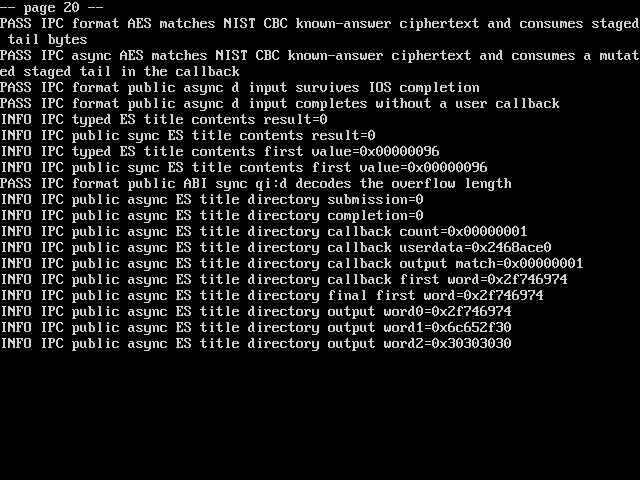 -- page 20 --
PASS IPC format AES matches NIST CBC known-answer ciphertext and consumes staged
 tail bytes
PASS IPC async AES matches NIST CBC known-answer ciphertext and consumes a mutat
ed staged tail in the callback
PASS IPC format public async d input survives IOS completion
PASS IPC format public async d input completes without a user callback
INFO IPC typed ES title contents result=0
INFO IPC public sync ES title contents result=0
INFO IPC typed ES title contents first value=0x00000096
INFO IPC public sync ES title contents first value=0x00000096
PASS IPC format public ABI sync qi:d decodes the overflow length
INFO IPC public async ES title directory submission=0
INFO IPC public async ES title directory completion=0
INFO IPC public async ES title directory callback count=0x00000001
INFO IPC public async ES title directory callback userdata=0x2468ace0
INFO IPC public async ES title directory callback output match=0x00000001
INFO IPC public async ES title directory callback first word=0x2f746974
INFO IPC public async ES title directory final first word=0x2f746974
INFO IPC public async ES title directory output word0=0x2f746974
INFO IPC public async ES title directory output word1=0x6c652f30
INFO IPC public async ES title directory output word2=0x30303030